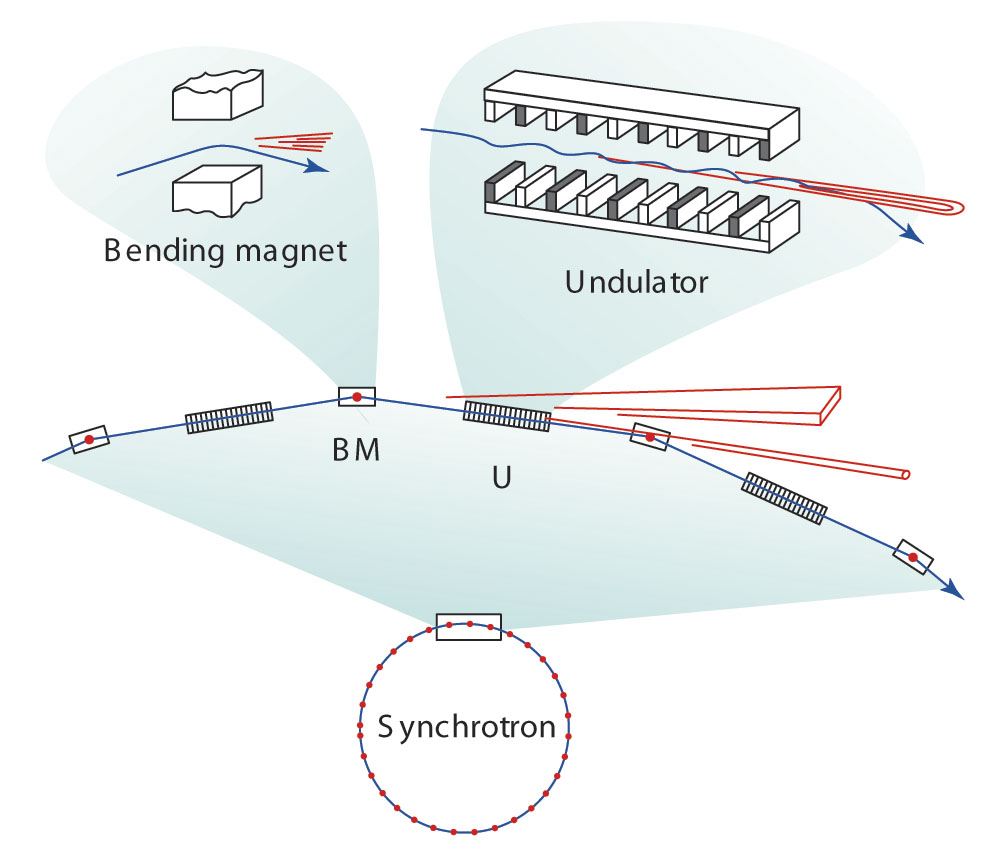 Bending magnet
Undulator
BM
U
Synchrotron